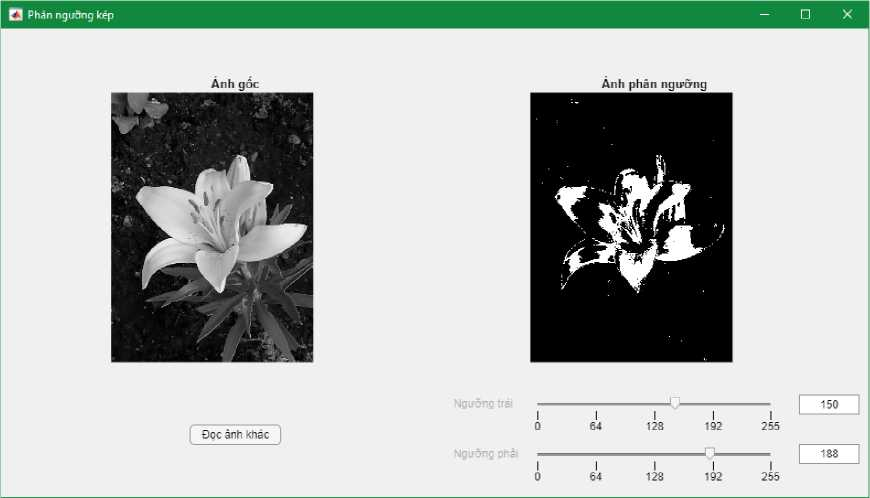 Phân ngưỡng kép
Ảnh gốc
Ảnh phân ngưỡng
Ngưỡng trái
150
0 64 128 192 255
Đọc ảnh khác
Ngưỡng phải
188
0 64 128 192 255